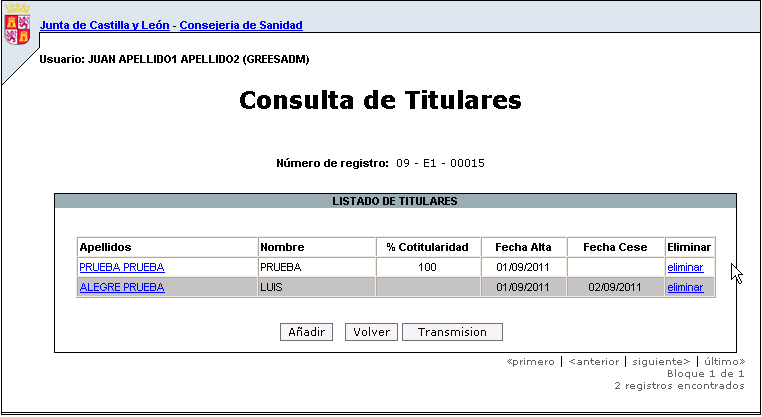 Junta de Castilla y León - Consejeria de Sanidad
Usuario: JUAN APELLIDO1 APELLIDO2 (GREESADM)
Consulta de Titulares
Número de registro: 09 - E1 - 00015
LISTADO DE TITULARES
Apellidos Nombre % Cotitularidad Fecha Alta Fecha Cese Eliminar
PRUEBA PRUEBA PRUEBA 100 01/09/2011 eliminar
ALEGRE PRUEBA LUIS 01/09/2011 02/09/2011 eliminar
Añadir Volver Transmision
«primero | <anterior | siguiente> | último»
Bloque 1 de 1
2 registros encontrados